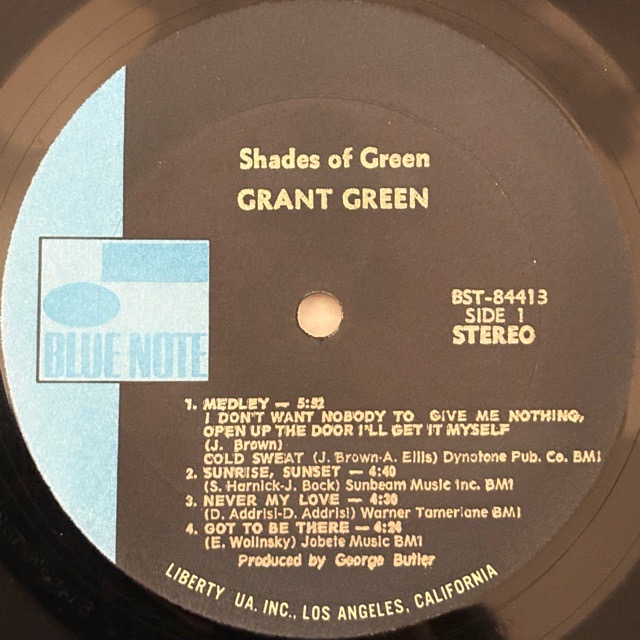 Shades of Green
GRANT GREEN
BLUE NOTE
BST-84413
SIDE 1
STEREO
1. MEDLEY — 5:52
I DON'T WANT NOBODY TO GIVE ME NOTHING,
OPEN UP THE DOOR I'LL GET IT MYSELF
(J. Brown)
COLD SWEAT (J. Brown-A. Ellis) Dynatone Pub. Co. BMI
2. SUNRISE, SUNSET — 4:40
(S. Harnick-J. Bock) Sunbeam Music Inc. BMI
3. NEVER MY LOVE — 4:30
(D. Addrisi-D. Addrisi) Warner Tamerlane BMI
4. GOT TO BE THERE — 4:24
(E. Wolinsky) Jobete Music BMI
Produced by George Butler
LIBERTY UA, INC., LOS ANGELES, CALIFORNIA